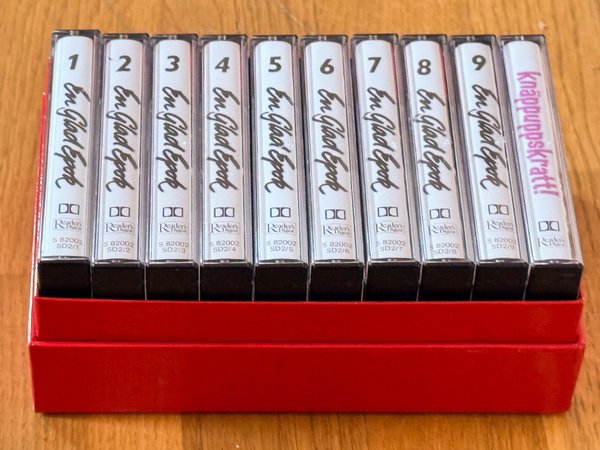 1
En Glad Epok
Reader's
Digest
S 82002
SD2/1
2
En Glad Epok
Reader's
Digest
S 82002
SD2/2
3
En Glad Epok
Reader's
Digest
S 82002
SD2/3
4
En Glad Epok
Reader's
Digest
S 82002
SD2/4
5
En Glad Epok
Reader's
Digest
S 82002
SD2/5
6
En Glad Epok
Reader's
Digest
S 82002
SD2/6
7
En Glad Epok
Reader's
Digest
S 82002
SD2/7
8
En Glad Epok
Reader's
Digest
S 82002
SD2/8
9
En Glad Epok
Reader's
Digest
S 82002
SD2/9
knäppuppskratt!
Reader's
Digest